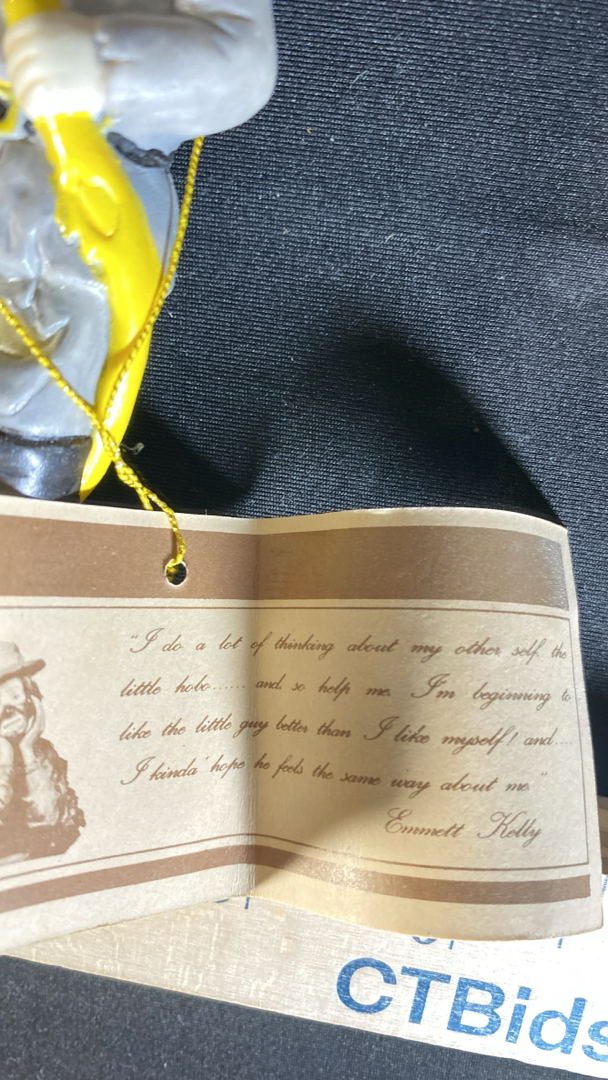 "I do a lot of thinking about my other self, the
little hobo...... and, so help me, I'm beginning to
like the little guy better than I like myself! and....
I kinda' hope he feels the same way about me."
Emmett Kelly
CTBids